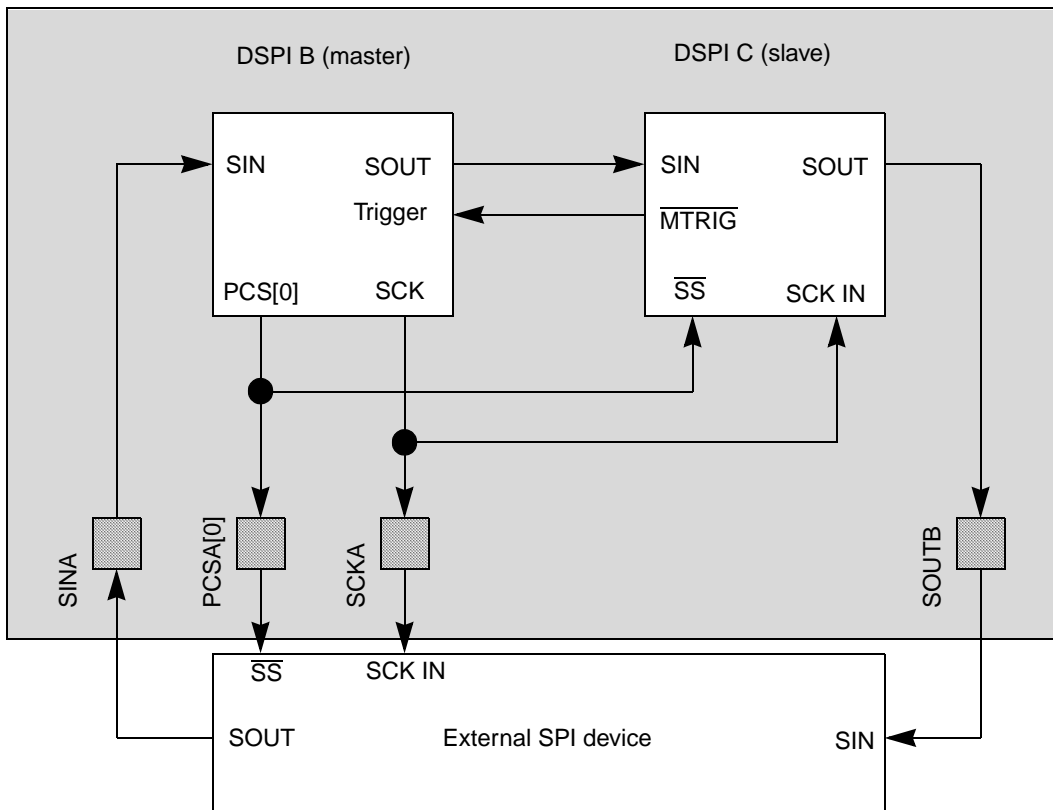 DSPI B (master)
DSPI C (slave)
SIN
SOUT
Trigger
PCS[0]
SCK
SIN
SOUT
MTRIG
SS
SCK IN
SINA
PCSA[0]
SCKA
SOUTB
SS
SCK IN
SOUT
External SPI device
SIN